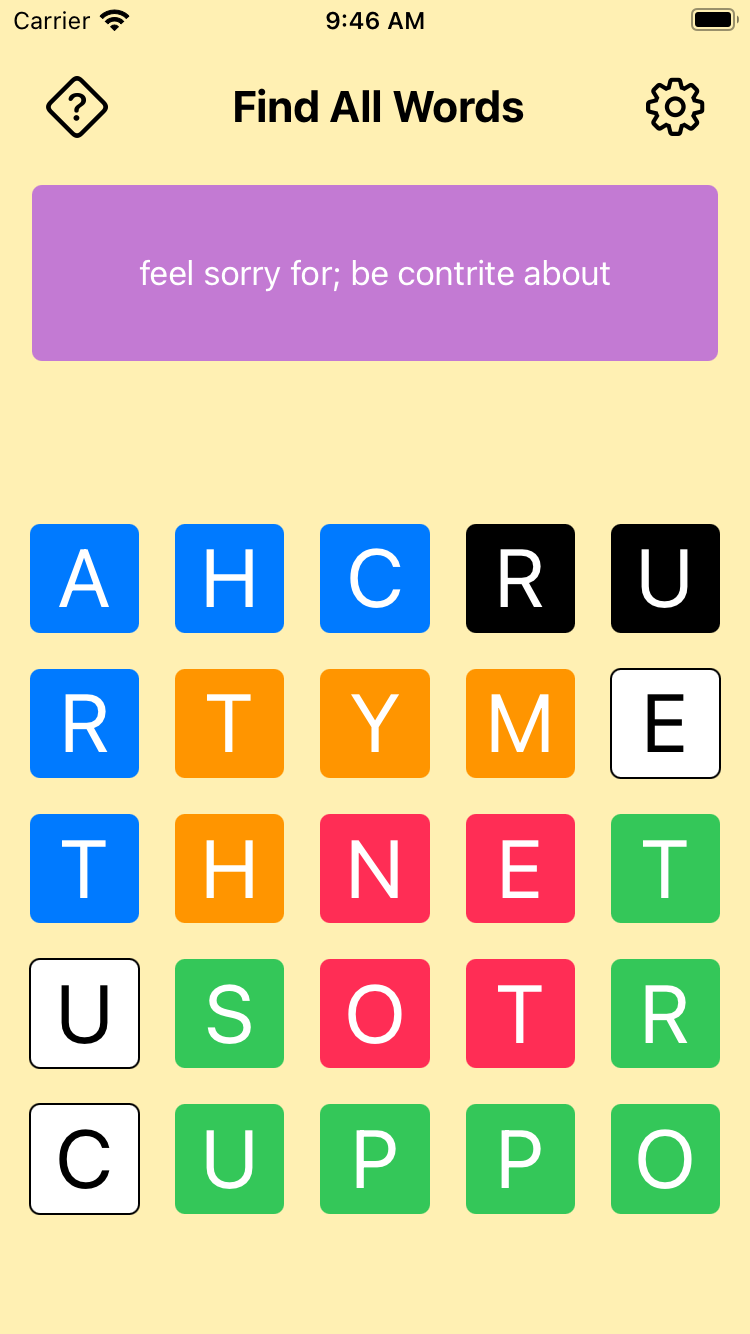 Carrier 9:46 AM
? Find All Words
feel sorry for; be contrite about
A H C R U
R T Y M E
T H N E T
U S O T R
C U P P O